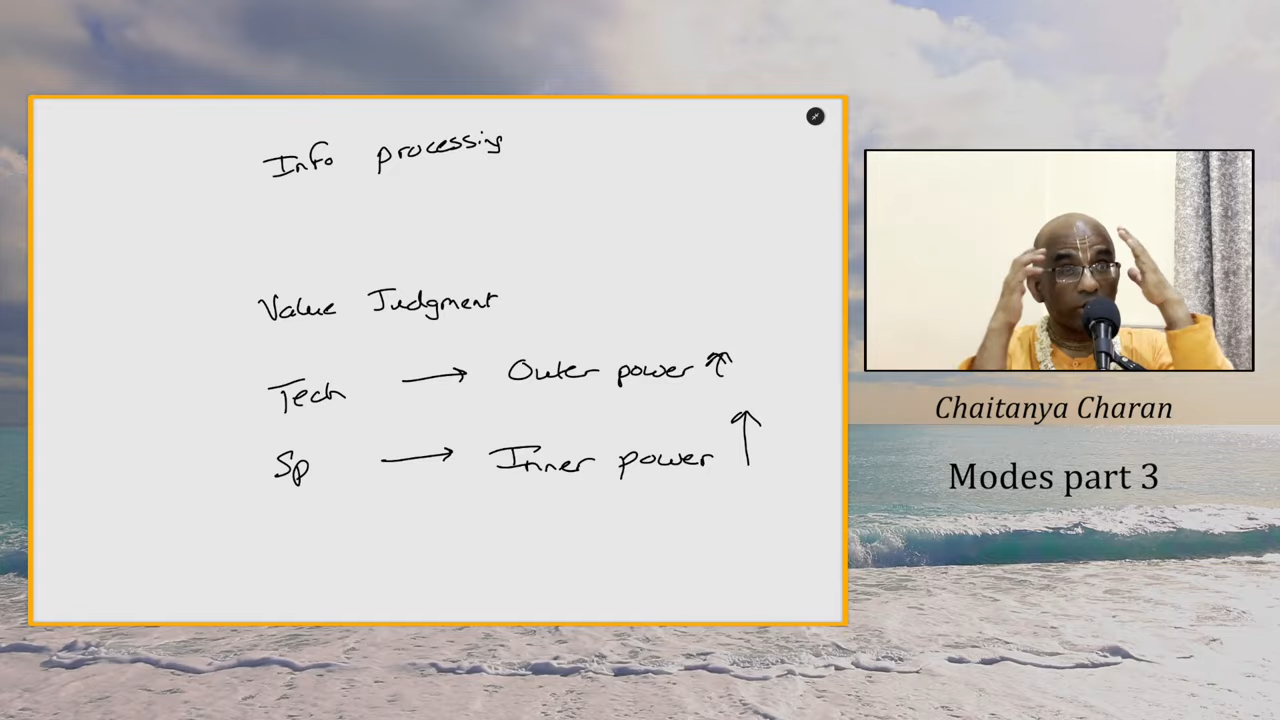 Info processing
Value Judgment
Tech → Outer power ↑
Sp → Inner power ↑
Chaitanya Charan
Modes part 3